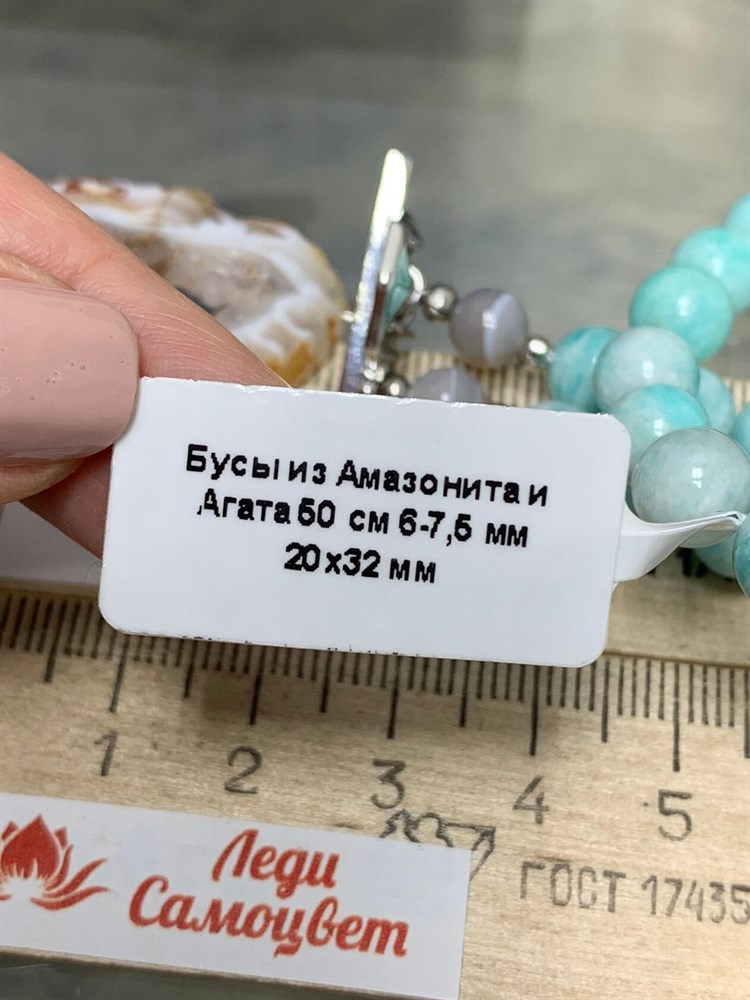 Бусы из Амазонита и
Агата 50 см 6-7,5 мм
20х32 мм
1 2 3 4 5
ГОСТ 17435
Леди
Самоцвет